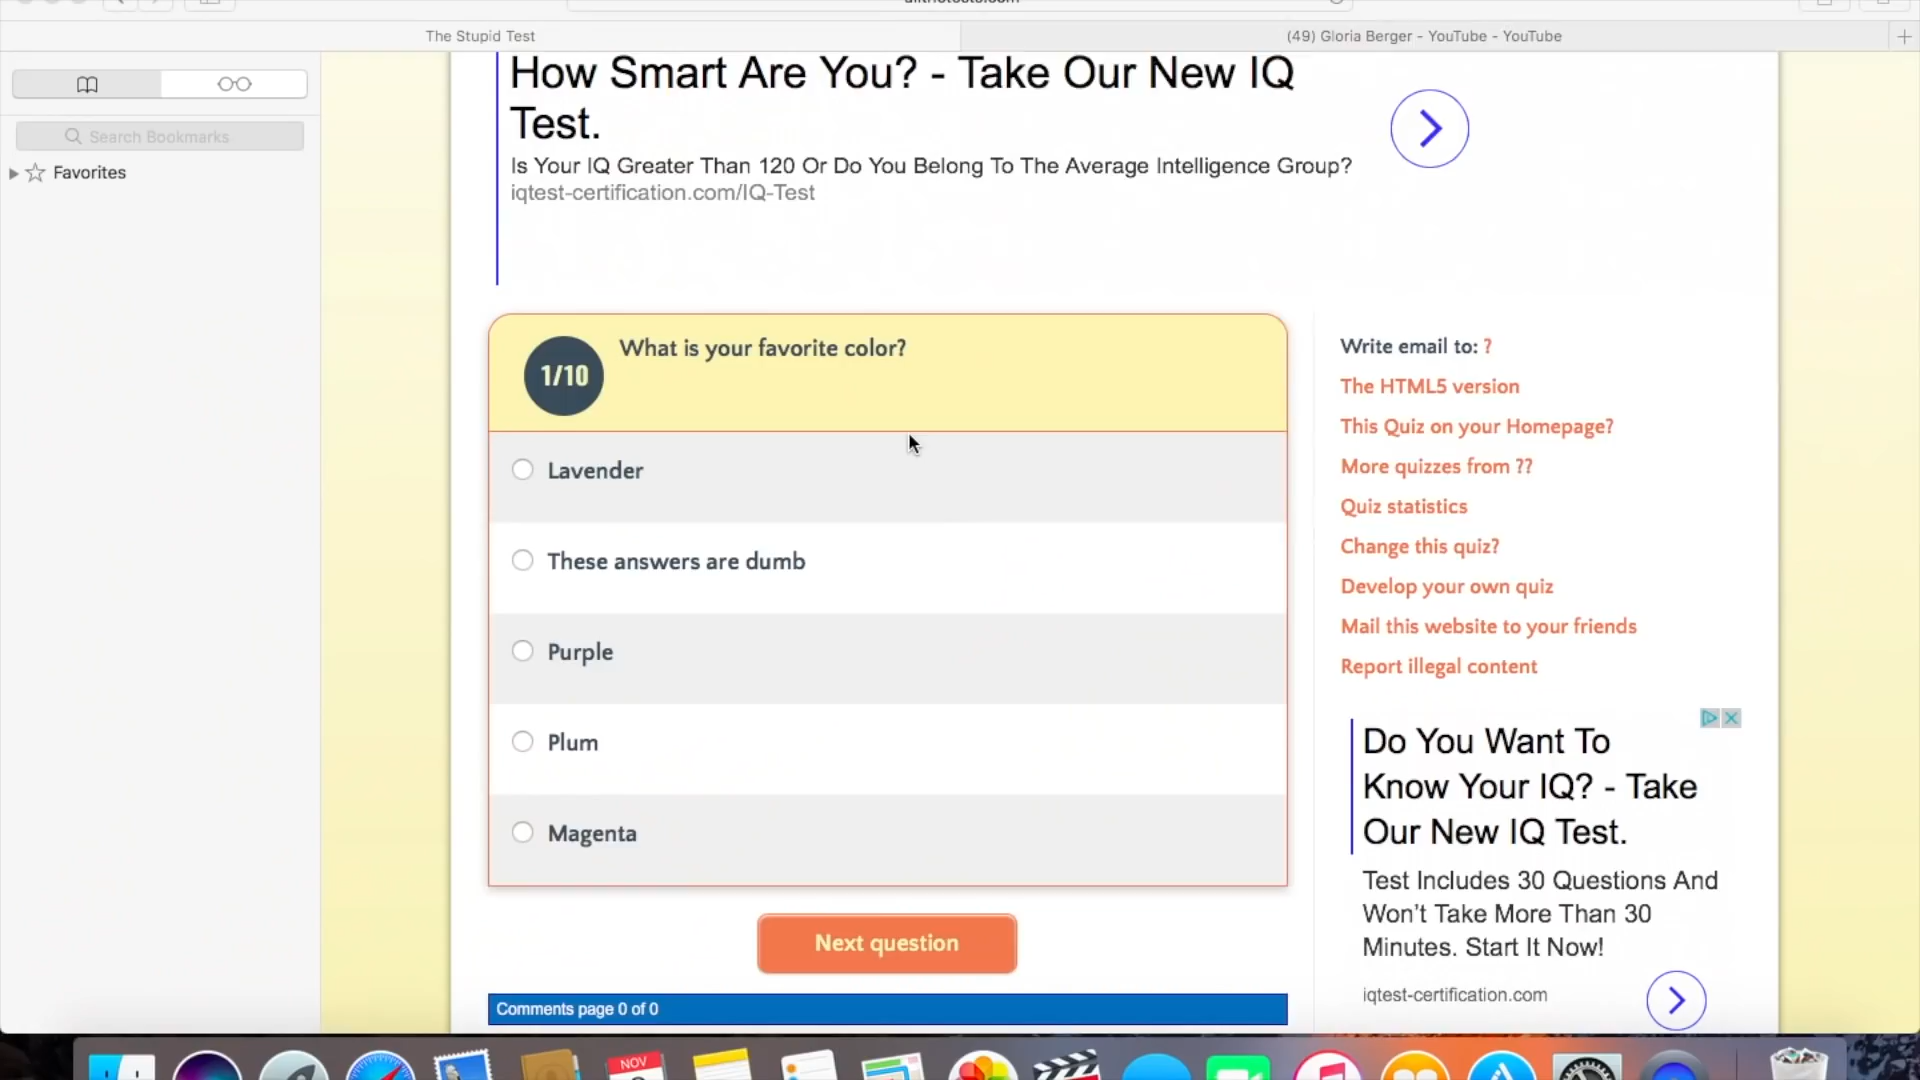 The Stupid Test
(49) Gloria Berger - YouTube - YouTube
Search Bookmarks
Favorites
How Smart Are You? - Take Our New IQ
Test.
Is Your IQ Greater Than 120 Or Do You Belong To The Average Intelligence Group?
iqtest-certification.com/IQ-Test
1/10
What is your favorite color?
Lavender
These answers are dumb
Purple
Plum
Magenta
Next question
Comments page 0 of 0
Write email to: ?
The HTML5 version
This Quiz on your Homepage?
More quizzes from ??
Quiz statistics
Change this quiz?
Develop your own quiz
Mail this website to your friends
Report illegal content
Do You Want To
Know Your IQ? - Take
Our New IQ Test.
Test Includes 30 Questions And
Won't Take More Than 30
Minutes. Start It Now!
iqtest-certification.com
NOV